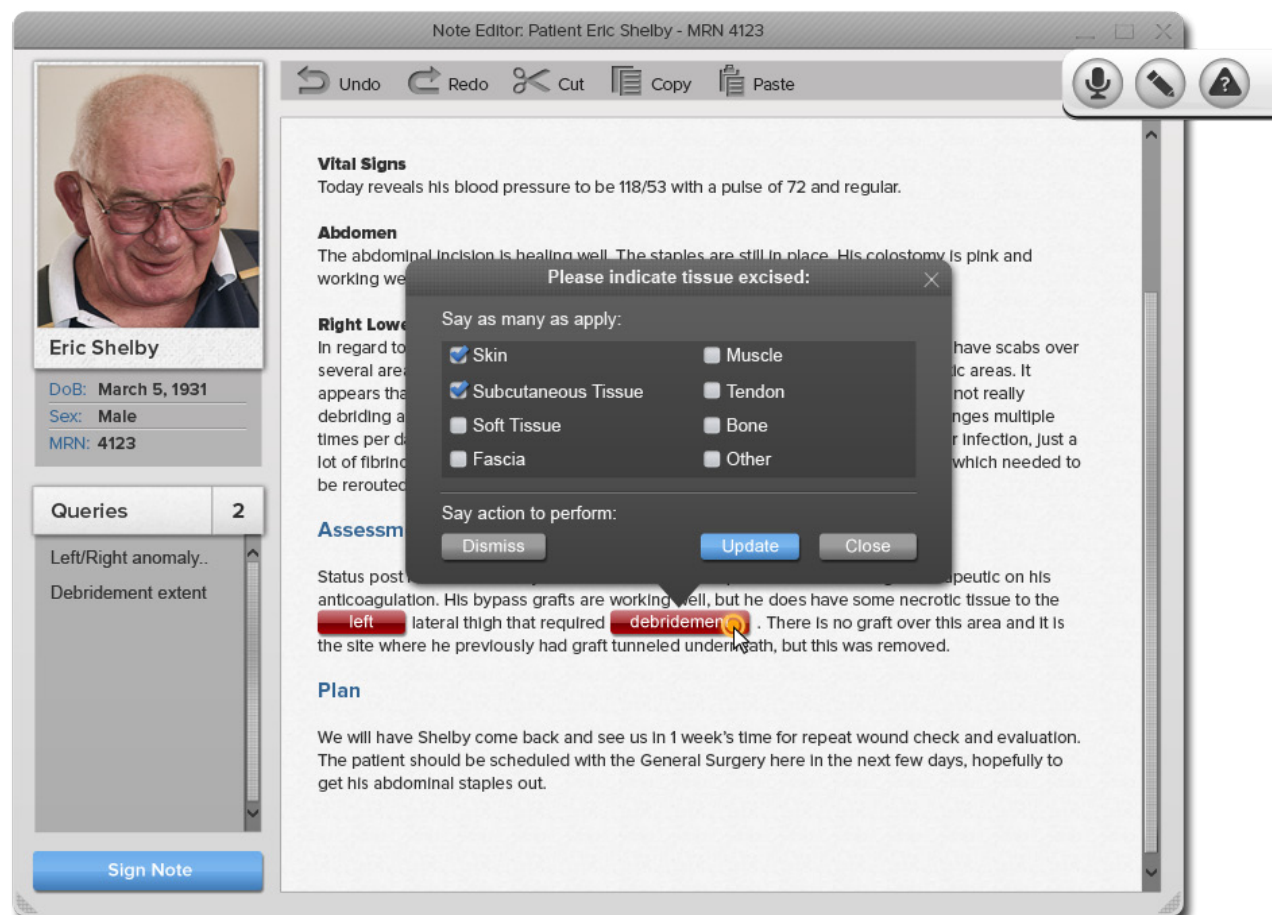 Note Editor: Patient Eric Shelby - MRN 4123
Undo Redo Cut Copy Paste
Eric Shelby
DoB: March 5, 1931
Sex: Male
MRN: 4123
Queries 2
Left/Right anomaly..
Debridement extent
Sign Note
Vital Signs
Today reveals his blood pressure to be 118/53 with a pulse of 72 and regular.
Abdomen
The abdominal incision is healing well. The staples are still in place. His colostomy is pink and
working we
Right Lowe
In regard to have scabs over
several are tic areas. It
appears tha not really
debriding a nges multiple
times per d r infection, just a
lot of fibrino which needed to
be rerouted
Please indicate tissue excised:
Say as many as apply:
Skin Muscle
Subcutaneous Tissue Tendon
Soft Tissue Bone
Fascia Other
Say action to perform:
Dismiss Update Close
Assessm
Status post apeutic on his
anticoagulation. His bypass grafts are working well, but he does have some necrotic tissue to the
left lateral thigh that required debridement . There is no graft over this area and it is
the site where he previously had graft tunneled underneath, but this was removed.
Plan
We will have Shelby come back and see us in 1 week's time for repeat wound check and evaluation.
The patient should be scheduled with the General Surgery here in the next few days, hopefully to
get his abdominal staples out.